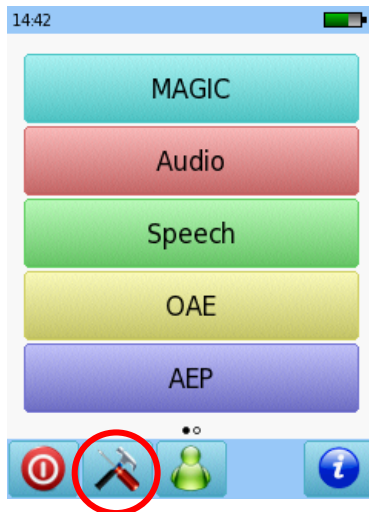 14:42
MAGIC
Audio
Speech
OAE
AEP
i